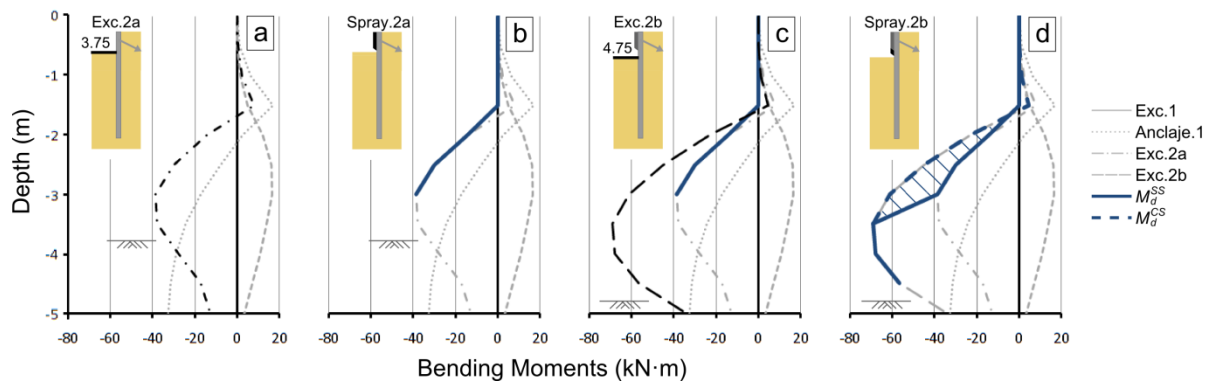 Exc.2a
Spray.2a
Exc.2b
Spray.2b
a
b
c
d
3.75
4.75
Depth (m)
0
-1
-2
-3
-4
-5
-80 -60 -40 -20 0 20
-80 -60 -40 -20 0 20
-80 -60 -40 -20 0 20
-80 -60 -40 -20 0 20
Bending Moments (kN·m)
Exc.1
Anclaje.1
Exc.2a
Exc.2b
M_d^SS
M_d^CS